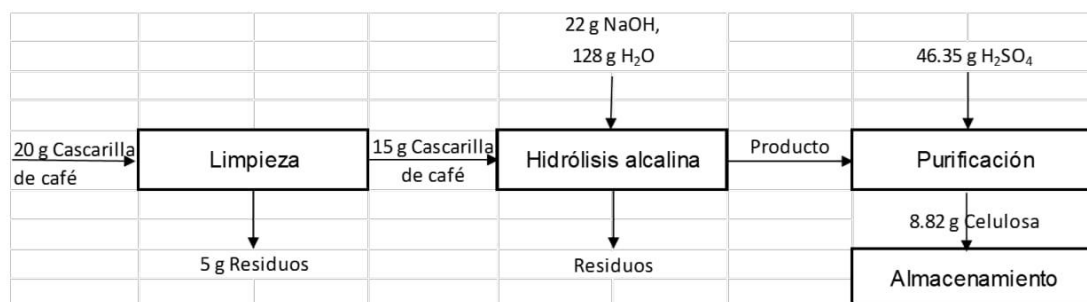 22 g NaOH,
128 g H₂O
46.35 g H₂SO₄
20 g Cascarilla
de café
Limpieza
15 g Cascarilla
de café
Hidrólisis alcalina
Producto
Purificación
5 g Residuos
Residuos
8.82 g Celulosa
Almacenamiento